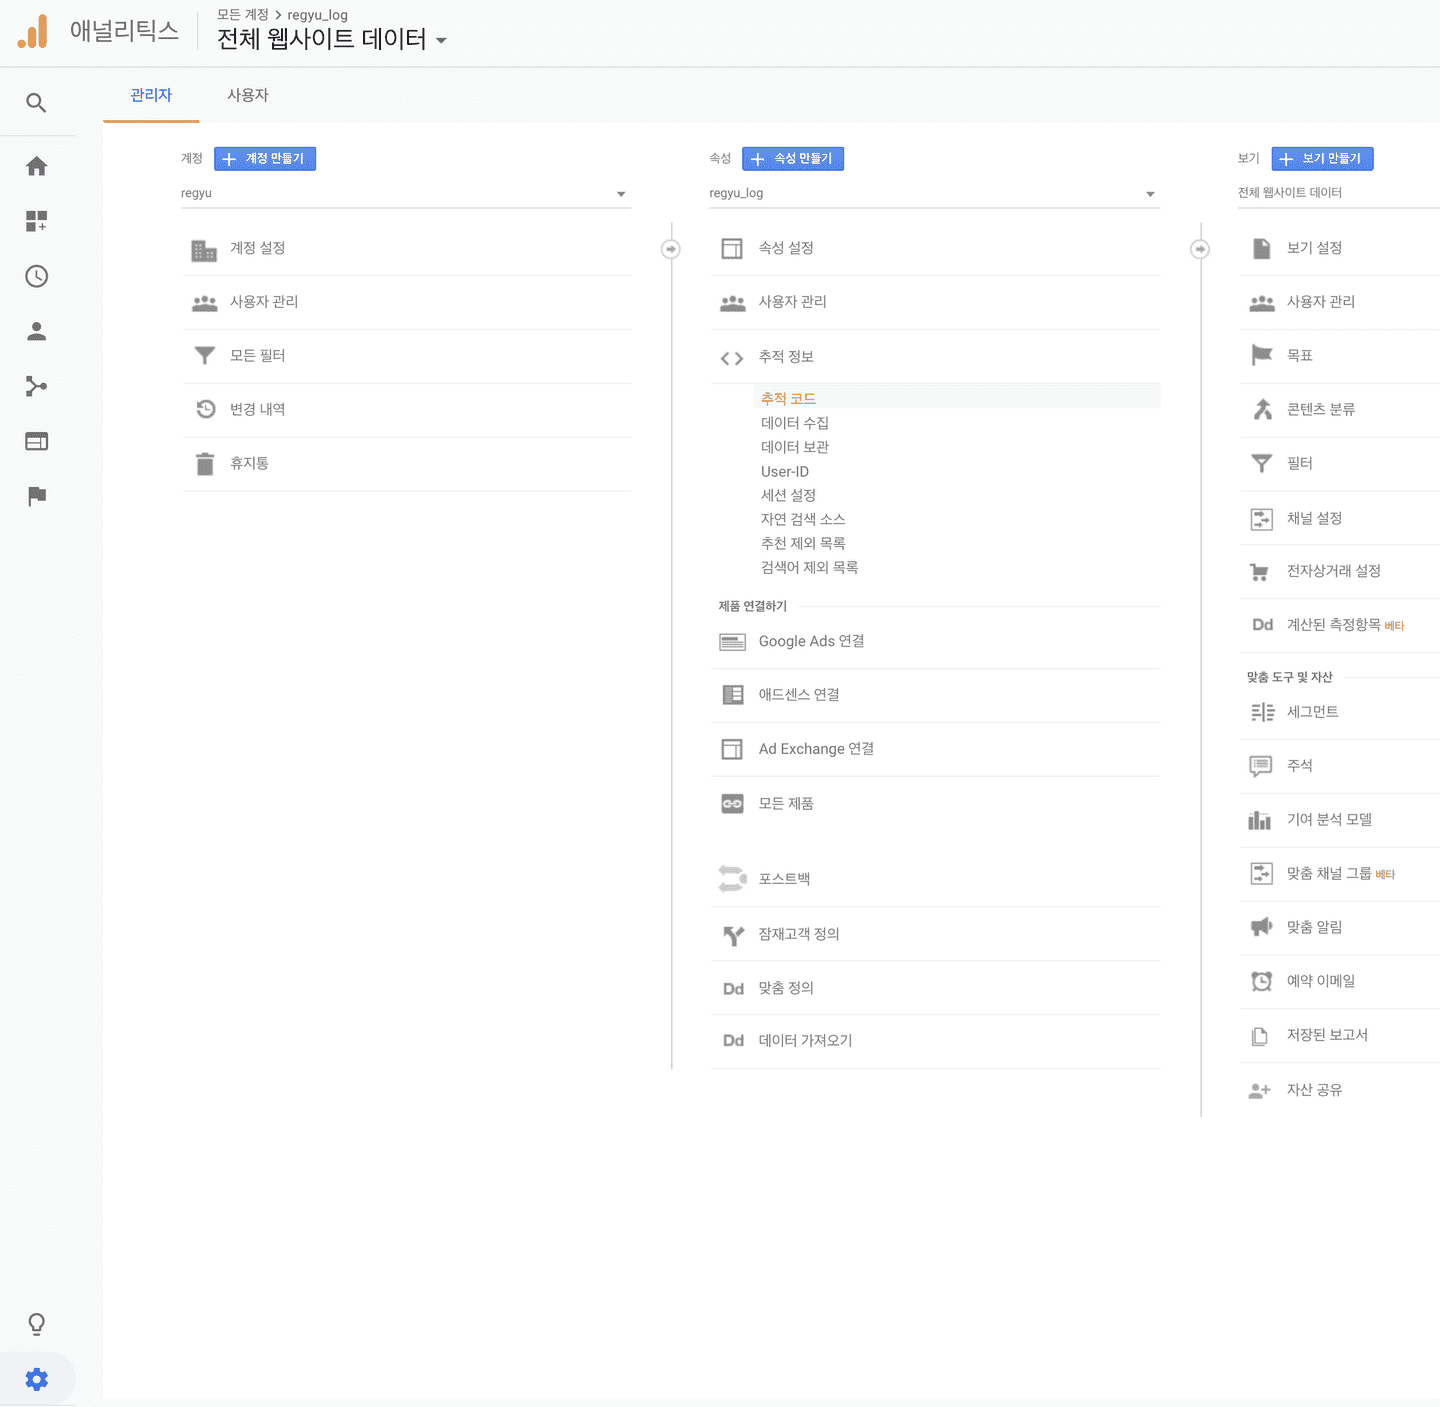 애널리틱스
모든 계정 > regyu_log
전체 웹사이트 데이터
관리자
사용자
계정
계정 만들기
regyu
계정 설정
사용자 관리
모든 필터
변경 내역
휴지통
속성
속성 만들기
regyu_log
속성 설정
사용자 관리
추적 정보
추적 코드
데이터 수집
데이터 보관
User-ID
세션 설정
자연 검색 소스
추천 제외 목록
검색어 제외 목록
제품 연결하기
Google Ads 연결
애드센스 연결
Ad Exchange 연결
모든 제품
포스트백
잠재고객 정의
Dd 맞춤 정의
Dd 데이터 가져오기
보기
보기 만들기
전체 웹사이트 데이터
보기 설정
사용자 관리
목표
콘텐츠 분류
필터
채널 설정
전자상거래 설정
Dd 계산된 측정항목 베타
맞춤 도구 및 자산
세그먼트
주석
기여 분석 모델
맞춤 채널 그룹 베타
맞춤 알림
예약 이메일
저장된 보고서
자산 공유